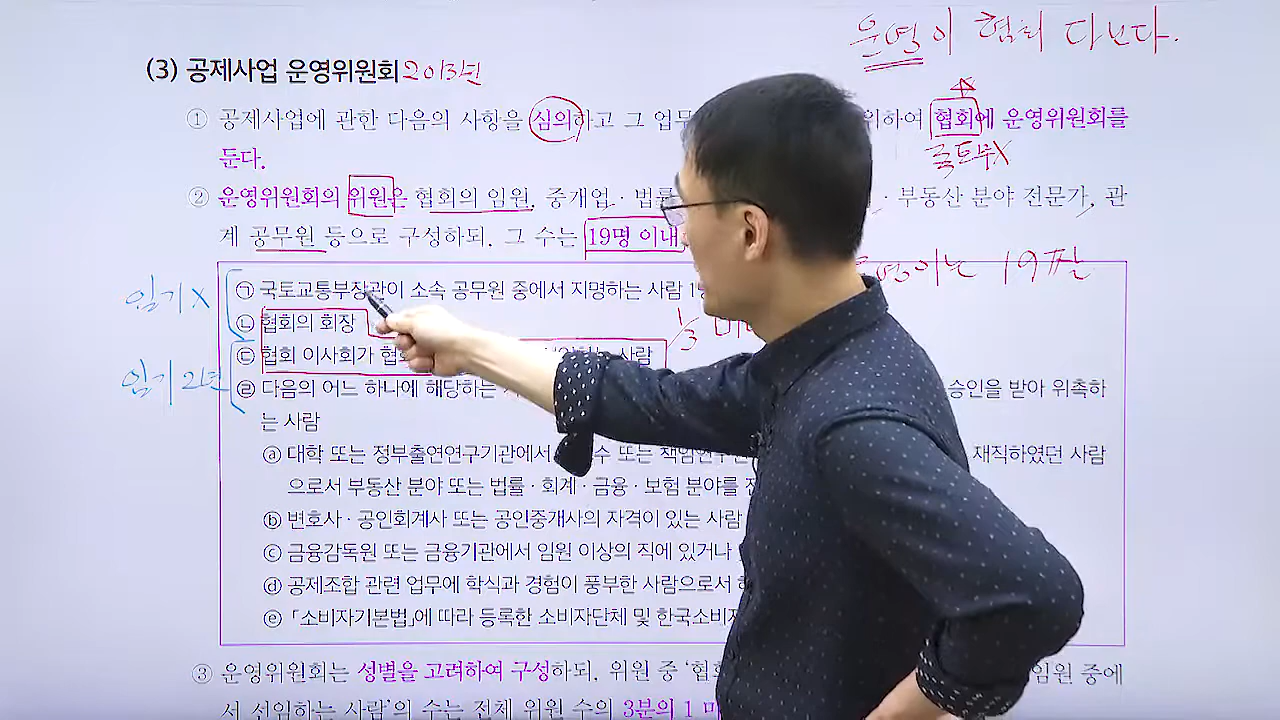 운영이 협회 다닌다.
(3) 공제사업 운영위원회 2013년
① 공제사업에 관한 다음의 사항을 심의하고 그 업무 하여 협회에 운영위원회를
국토부X
둔다.
② 운영위원회의 위원은 협회의 임원, 중개업·법률 ·부동산 분야 전문가, 관
계 공무원 등으로 구성하되, 그 수는 19명 이내
19
임기 X
㉠ 국토교통부장관이 소속 공무원 중에서 지명하는 사람
㉡ 협회의 회장
1/3
㉢ 협회 이사회가 사람
임기 2년
㉣ 다음의 어느 하나에 해당하는 승인을 받아 위촉하
는 사람
ⓐ 대학 또는 정부출연연구기관에서 또는 재직하였던 사람
으로서 부동산 분야 또는 법률·회계·금융·보험 분야를
ⓑ 변호사·공인회계사 또는 공인중개사의 자격이 있는 사람
ⓒ 금융감독원 또는 금융기관에서 임원 이상의 직에 있거나
ⓓ 공제조합 관련 업무에 학식과 경험이 풍부한 사람으로서
ⓔ 「소비자기본법」에 따라 등록한 소비자단체 및
③ 운영위원회는 성별을 고려하여 구성하되, 위원 중 임원 중에
서 선임하는 사람'의 수는 전체 위원 수의 3분의 1